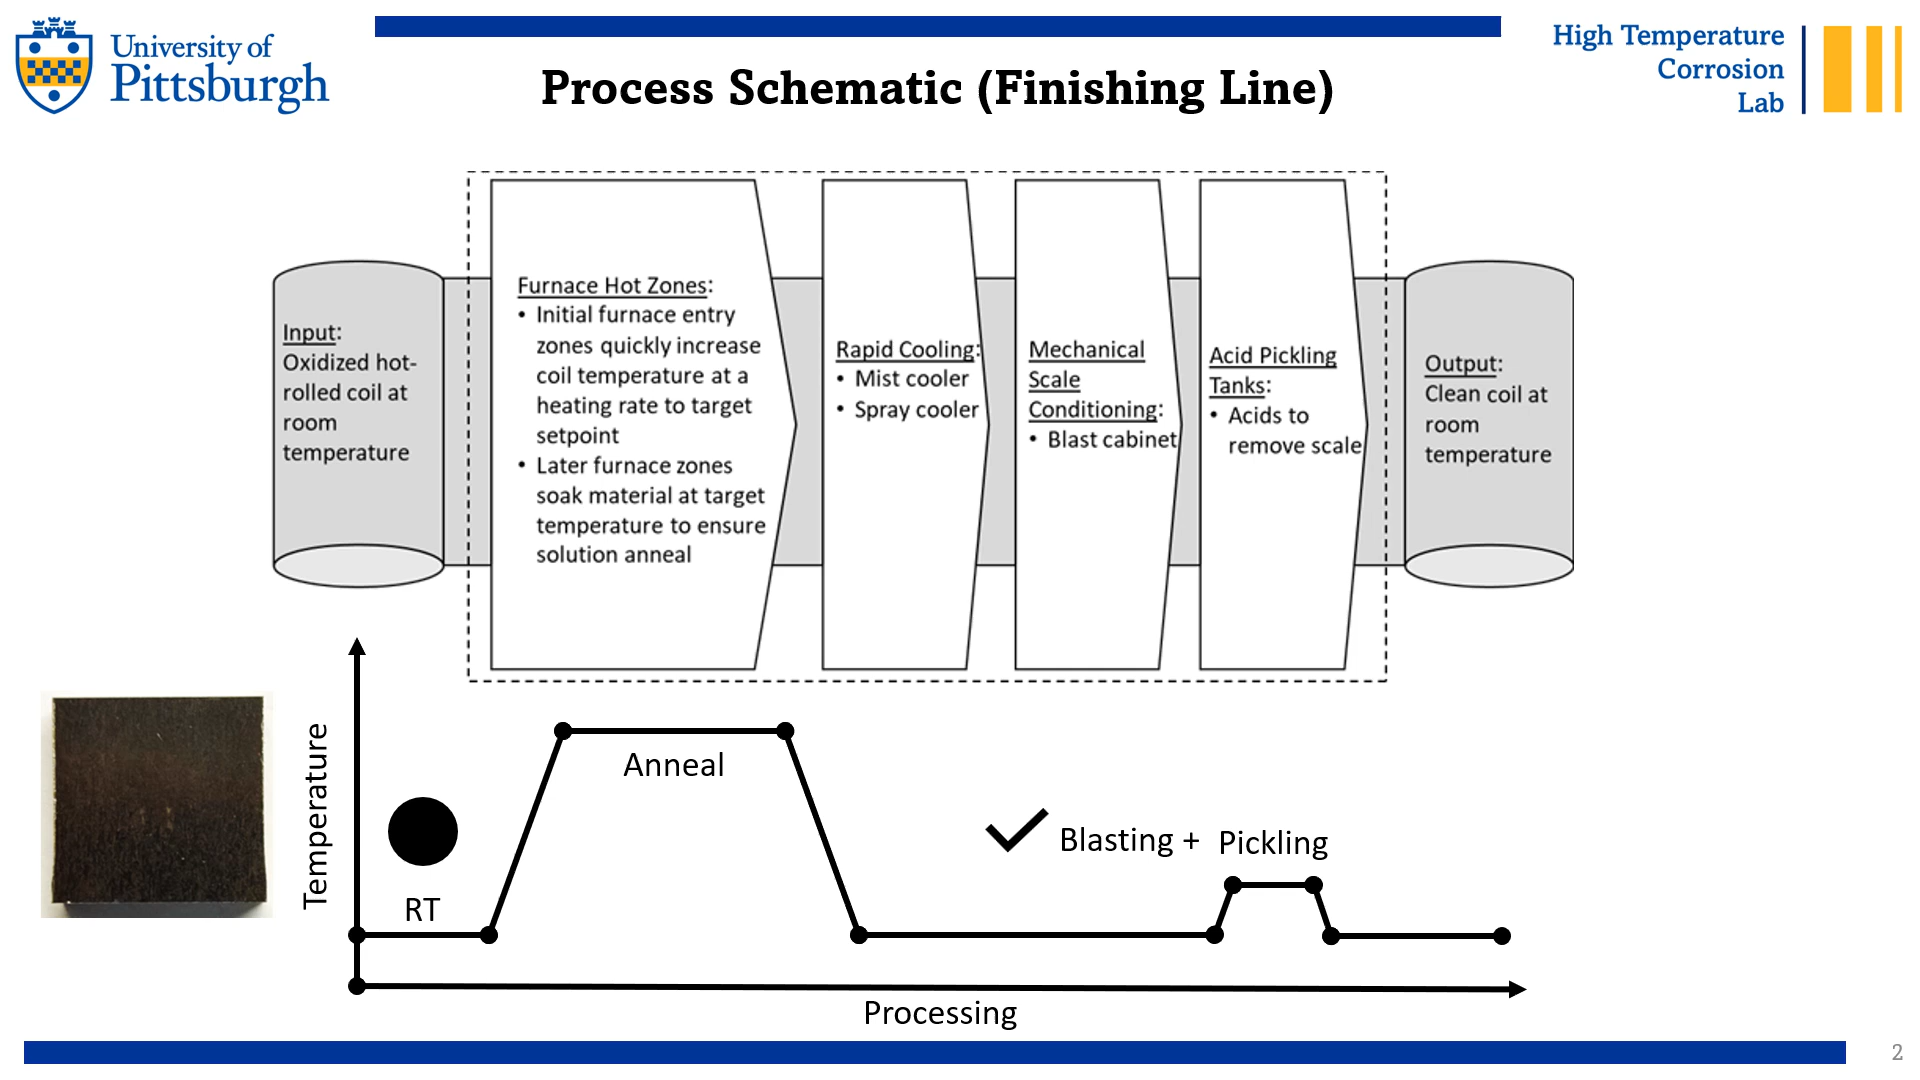 University of
Pittsburgh
High Temperature
Corrosion
Lab
Process Schematic (Finishing Line)
Input:
Oxidized hot-
rolled coil at
room
temperature
Furnace Hot Zones:
• Initial furnace entry
zones quickly increase
coil temperature at a
heating rate to target
setpoint
• Later furnace zones
soak material at target
temperature to ensure
solution anneal
Rapid Cooling:
• Mist cooler
• Spray cooler
Mechanical
Scale
Conditioning:
• Blast cabinet
Acid Pickling
Tanks:
• Acids to
remove scale
Output:
Clean coil at
room
temperature
Temperature
RT
Anneal
Blasting + Pickling
Processing
2